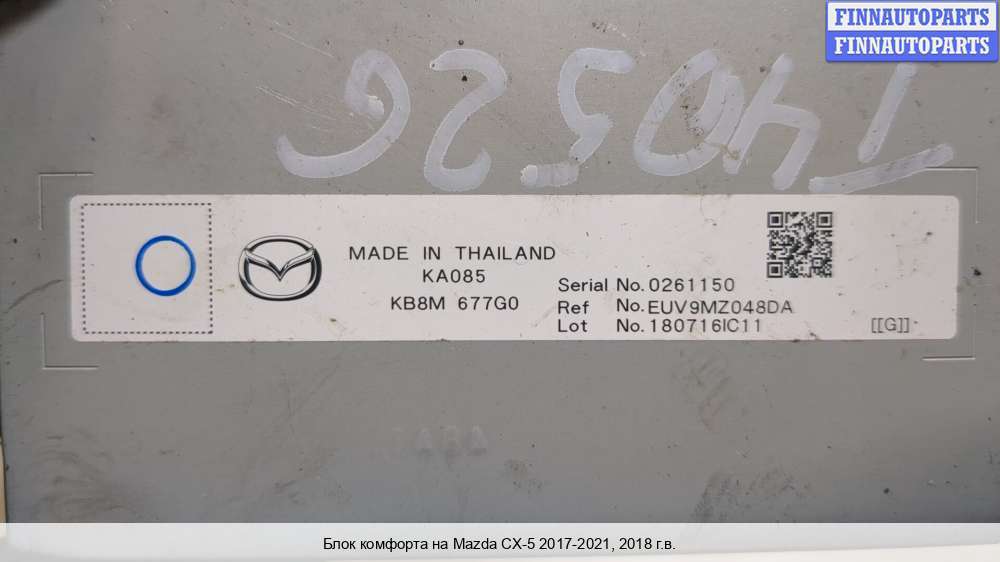 FINNAUTOPARTS
FINNAUTOPARTS
T40526
MADE IN THAILAND
KA085
KB8M 677G0
Serial No.0261150
Ref No.EUV9MZ048DA
Lot No.180716IC11
[[G]]
Блок комфорта на Mazda CX-5 2017-2021, 2018 г.в.